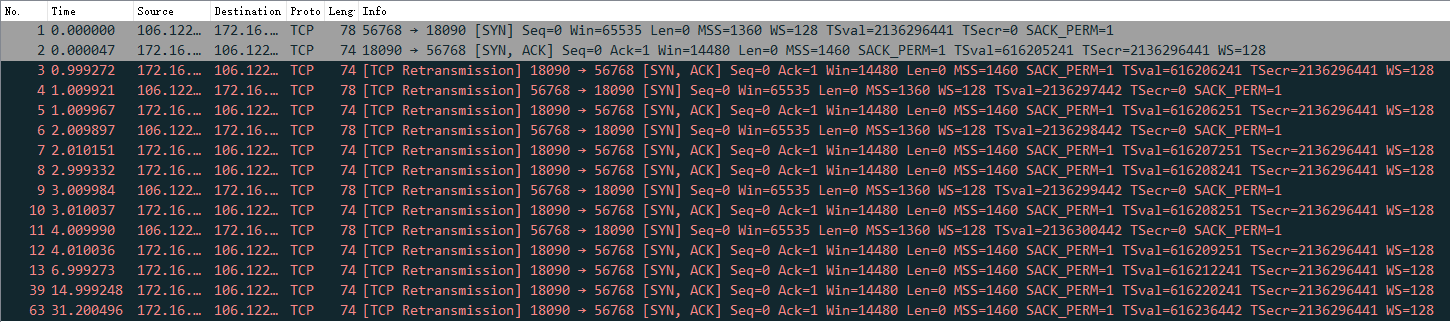 No. Time Source Destination Proto Leng Info
1 0.000000 106.122… 172.16.… TCP 78 56768 → 18090 [SYN] Seq=0 Win=65535 Len=0 MSS=1360 WS=128 TSval=2136296441 TSecr=0 SACK_PERM=1
2 0.000047 172.16.… 106.122… TCP 74 18090 → 56768 [SYN, ACK] Seq=0 Ack=1 Win=14480 Len=0 MSS=1460 SACK_PERM=1 TSval=616205241 TSecr=2136296441 WS=128
3 0.999272 172.16.… 106.122… TCP 74 [TCP Retransmission] 18090 → 56768 [SYN, ACK] Seq=0 Ack=1 Win=14480 Len=0 MSS=1460 SACK_PERM=1 TSval=616206241 TSecr=2136296441 WS=128
4 1.009921 106.122… 172.16.… TCP 78 [TCP Retransmission] 56768 → 18090 [SYN] Seq=0 Win=65535 Len=0 MSS=1360 WS=128 TSval=2136297442 TSecr=0 SACK_PERM=1
5 1.009967 172.16.… 106.122… TCP 74 [TCP Retransmission] 18090 → 56768 [SYN, ACK] Seq=0 Ack=1 Win=14480 Len=0 MSS=1460 SACK_PERM=1 TSval=616206251 TSecr=2136296441 WS=128
6 2.009897 106.122… 172.16.… TCP 78 [TCP Retransmission] 56768 → 18090 [SYN] Seq=0 Win=65535 Len=0 MSS=1360 WS=128 TSval=2136298442 TSecr=0 SACK_PERM=1
7 2.010151 172.16.… 106.122… TCP 74 [TCP Retransmission] 18090 → 56768 [SYN, ACK] Seq=0 Ack=1 Win=14480 Len=0 MSS=1460 SACK_PERM=1 TSval=616207251 TSecr=2136296441 WS=128
8 2.999332 172.16.… 106.122… TCP 74 [TCP Retransmission] 18090 → 56768 [SYN, ACK] Seq=0 Ack=1 Win=14480 Len=0 MSS=1460 SACK_PERM=1 TSval=616208241 TSecr=2136296441 WS=128
9 3.009984 106.122… 172.16.… TCP 78 [TCP Retransmission] 56768 → 18090 [SYN] Seq=0 Win=65535 Len=0 MSS=1360 WS=128 TSval=2136299442 TSecr=0 SACK_PERM=1
10 3.010037 172.16.… 106.122… TCP 74 [TCP Retransmission] 18090 → 56768 [SYN, ACK] Seq=0 Ack=1 Win=14480 Len=0 MSS=1460 SACK_PERM=1 TSval=616208251 TSecr=2136296441 WS=128
11 4.009990 106.122… 172.16.… TCP 78 [TCP Retransmission] 56768 → 18090 [SYN] Seq=0 Win=65535 Len=0 MSS=1360 WS=128 TSval=2136300442 TSecr=0 SACK_PERM=1
12 4.010036 172.16.… 106.122… TCP 74 [TCP Retransmission] 18090 → 56768 [SYN, ACK] Seq=0 Ack=1 Win=14480 Len=0 MSS=1460 SACK_PERM=1 TSval=616209251 TSecr=2136296441 WS=128
13 6.999273 172.16.… 106.122… TCP 74 [TCP Retransmission] 18090 → 56768 [SYN, ACK] Seq=0 Ack=1 Win=14480 Len=0 MSS=1460 SACK_PERM=1 TSval=616212241 TSecr=2136296441 WS=128
39 14.999248 172.16.… 106.122… TCP 74 [TCP Retransmission] 18090 → 56768 [SYN, ACK] Seq=0 Ack=1 Win=14480 Len=0 MSS=1460 SACK_PERM=1 TSval=616220241 TSecr=2136296441 WS=128
63 31.200496 172.16.… 106.122… TCP 74 [TCP Retransmission] 18090 → 56768 [SYN, ACK] Seq=0 Ack=1 Win=14480 Len=0 MSS=1460 SACK_PERM=1 TSval=616236442 TSecr=2136296441 WS=128